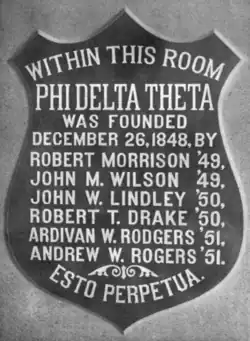 WITHIN THIS ROOM
PHI DELTA THETA
WAS FOUNDED
DECEMBER 26, 1848, BY
ROBERT MORRISON '49,
JOHN M. WILSON '49,
JOHN W. LINDLEY '50,
ROBERT T. DRAKE '50,
ARDIVAN W. RODGERS '51,
ANDREW W. ROGERS '51.
ESTO PERPETUA.